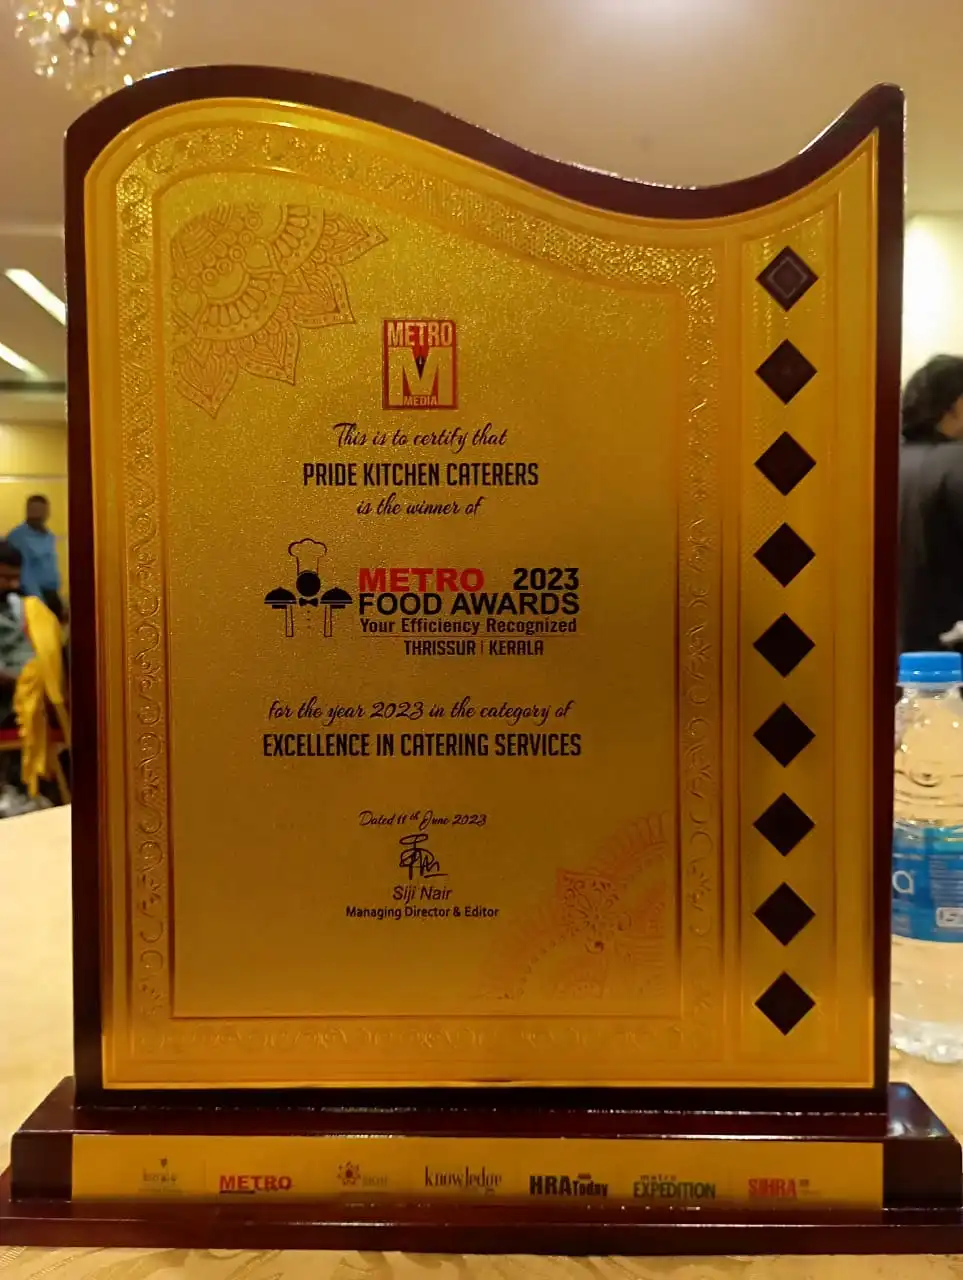 METRO
M
MEDIA
This is to certify that
PRIDE KITCHEN CATERERS
is the winner of
METRO 2023
FOOD AWARDS
Your Efficiency Recognized
THRISSUR | KERALA
for the year 2023 in the category of
EXCELLENCE IN CATERING SERVICES
Dated 11th June 2023
Siji Nair
Managing Director & Editor
METRO
knowledge
HRA Today
metro
EXPEDITION
SIHRA